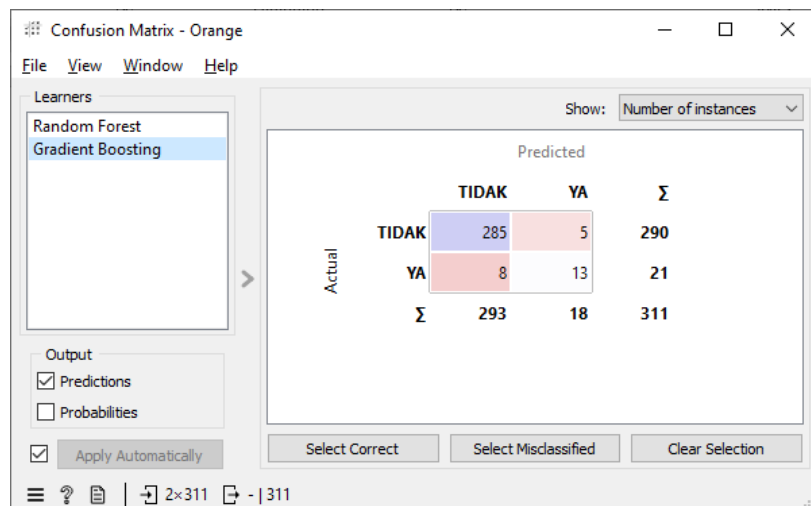 Confusion Matrix - Orange
File View Window Help
Learners
Random Forest
Gradient Boosting
Output
Predictions
Probabilities
Apply Automatically
Show: Number of instances
Predicted
TIDAK YA Σ
Actual
TIDAK 285 5 290
YA 8 13 21
Σ 293 18 311
Select Correct Select Misclassified Clear Selection
2×311 - | 311